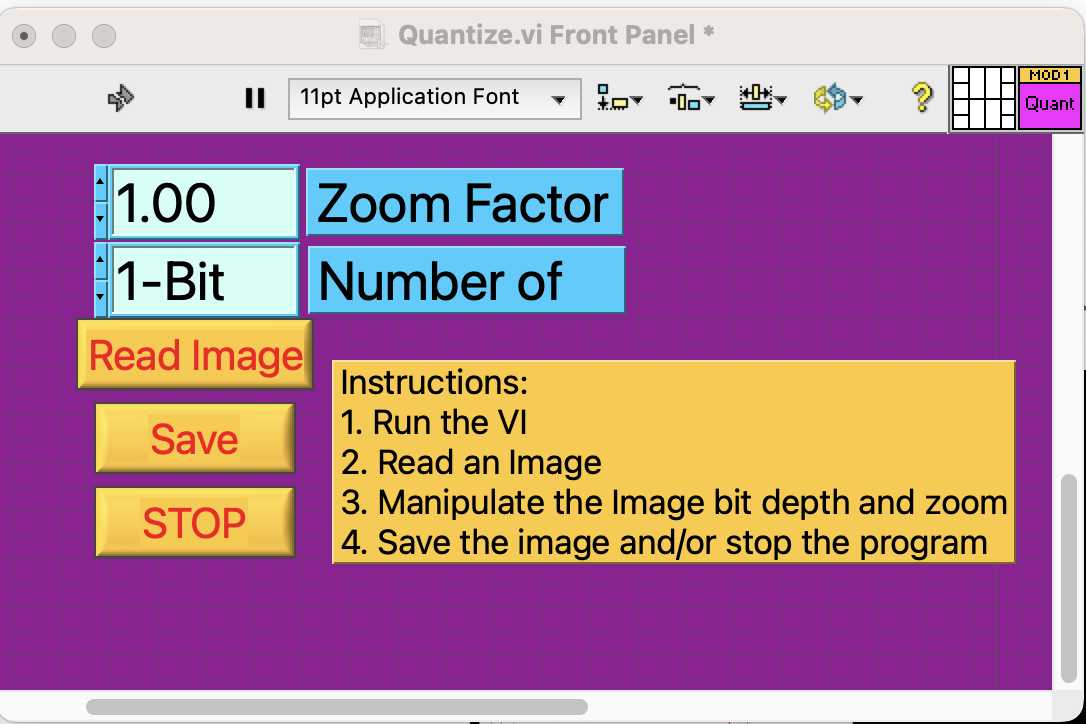 Quantize.vi Front Panel *
11pt Application Font
?
MOD1
Quant
1.00 Zoom Factor
1-Bit Number of
Read Image
Save
STOP
Instructions:
1. Run the VI
2. Read an Image
3. Manipulate the Image bit depth and zoom
4. Save the image and/or stop the program